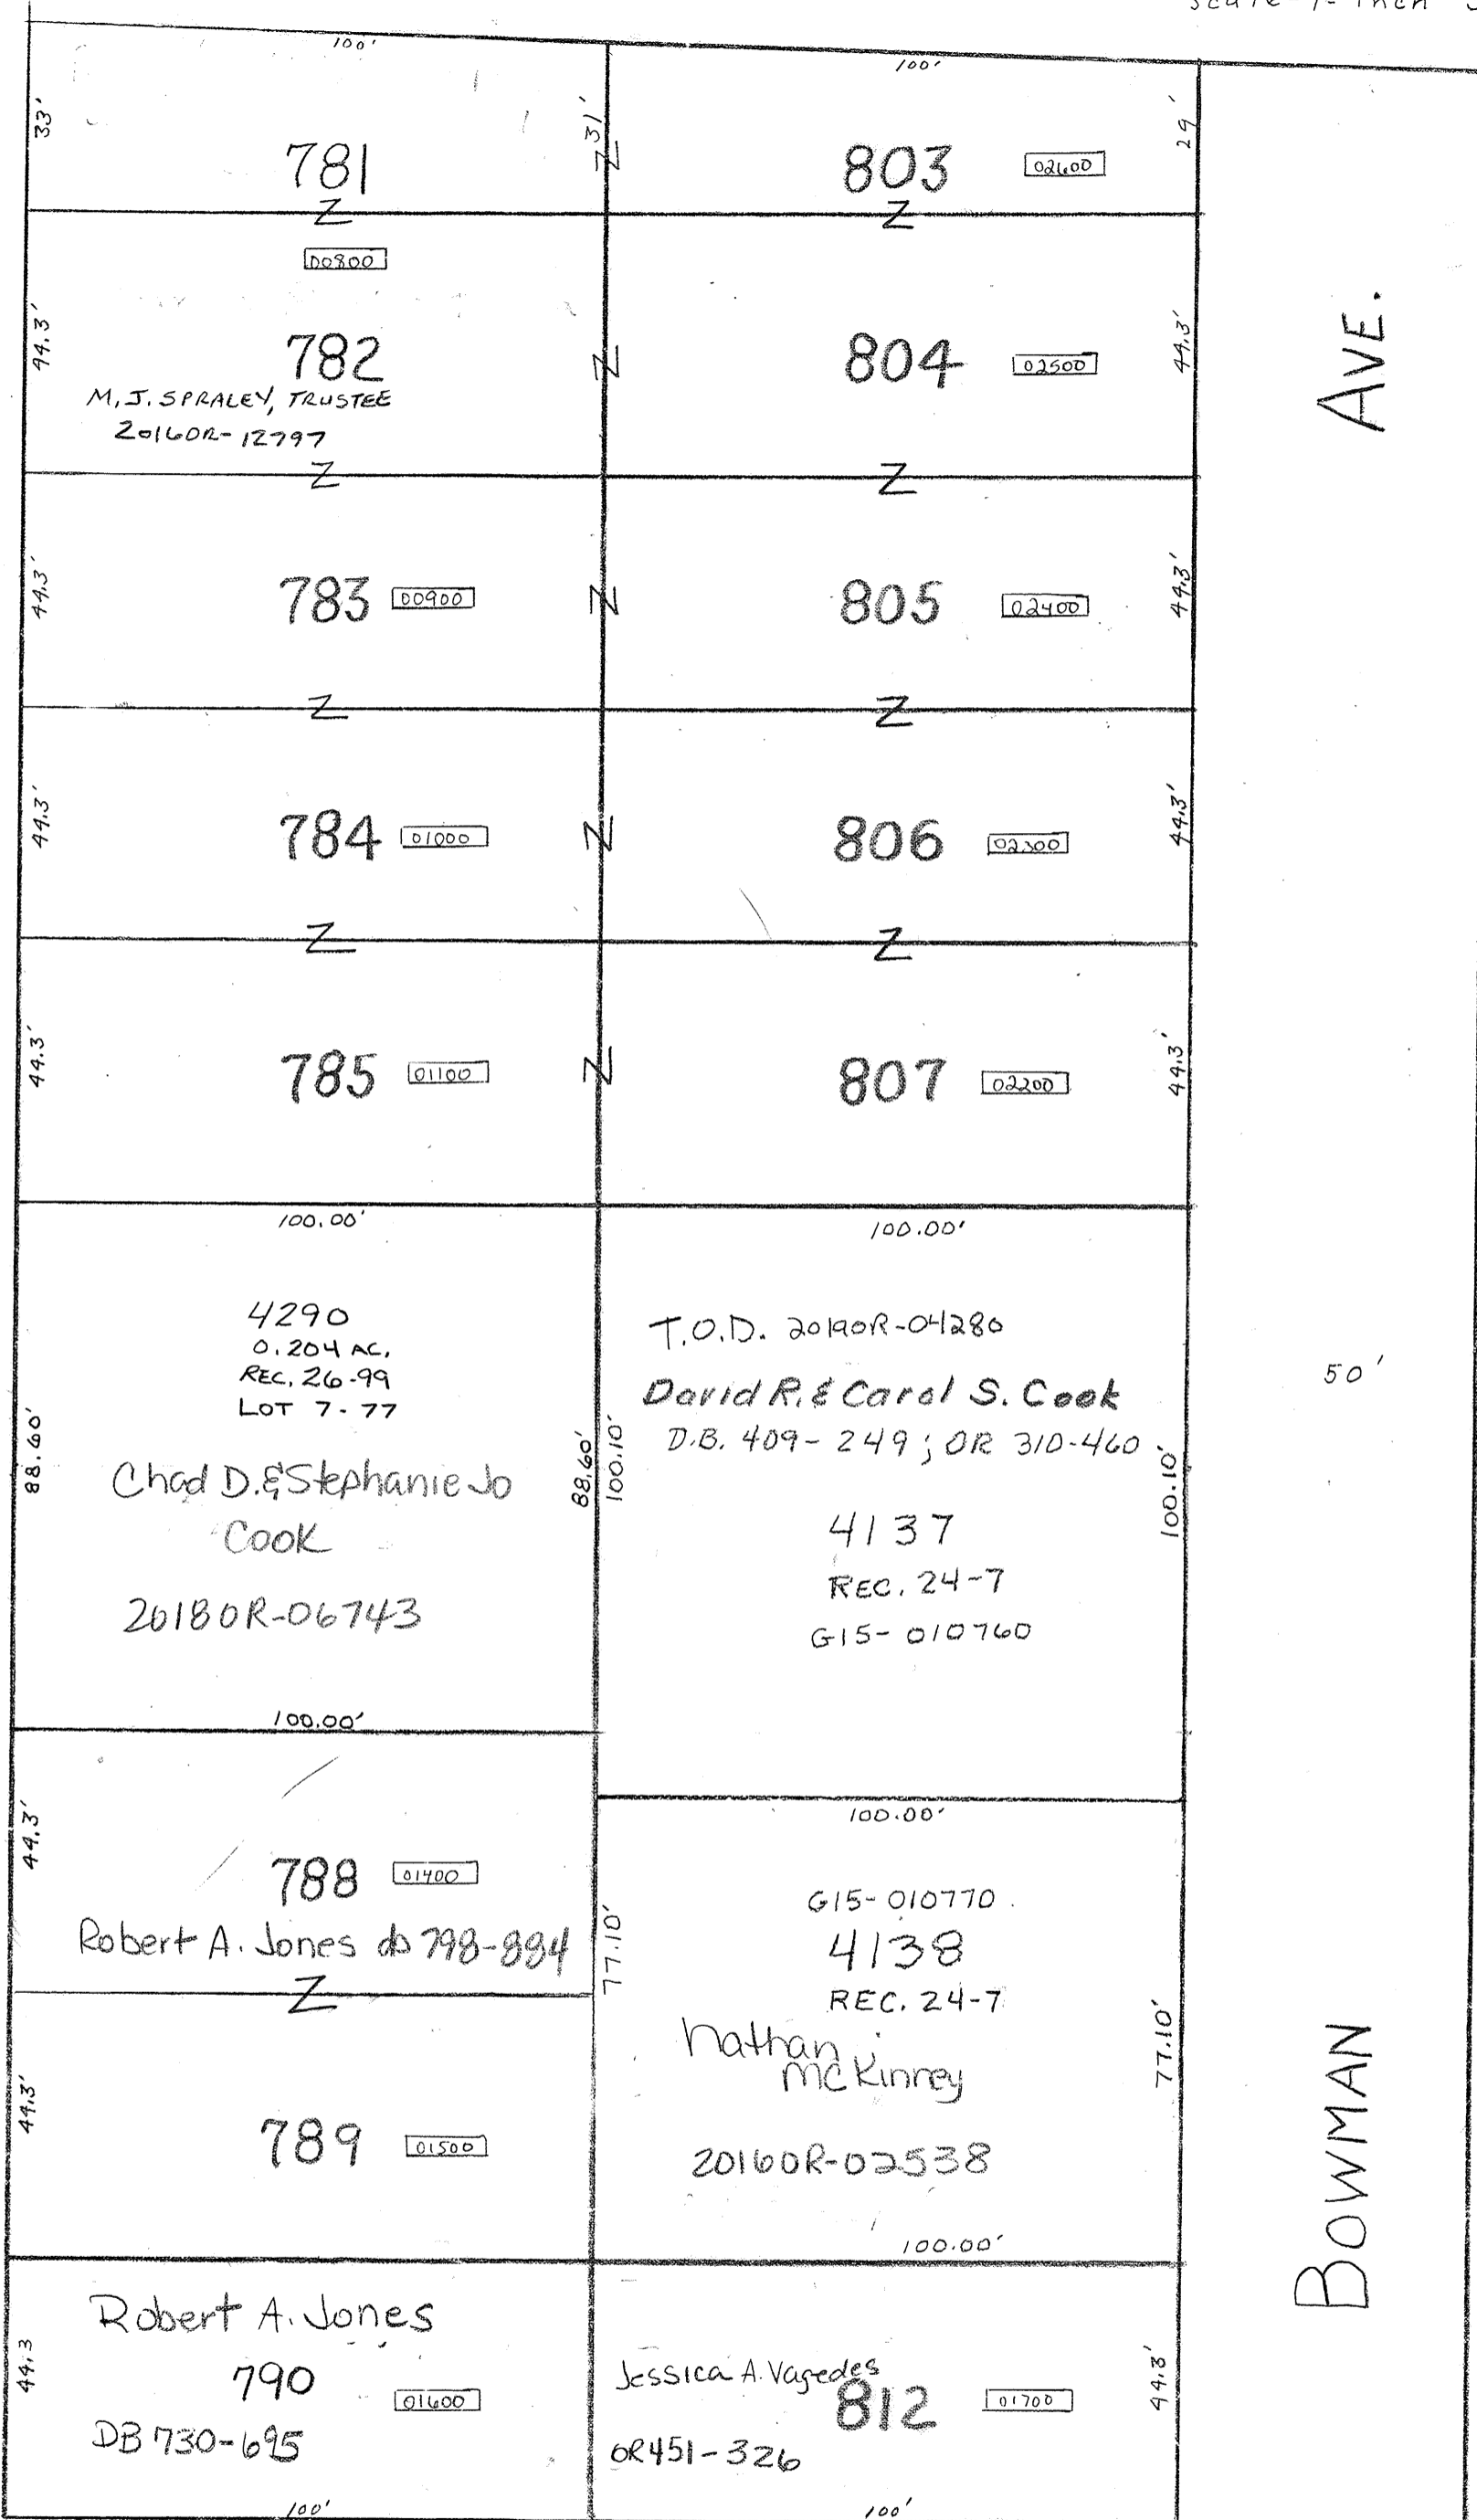 100'
100'
33'
781
31'
Z
803
02600
29'
Z
Z
00800
44.3'
782
Z
804
02500
44.3'
AVE.
M.J. SPRALEY, TRUSTEE
2016OR-12797
Z
Z
44.3'
783
00900
Z
805
02400
44.3'
Z
Z
44.3'
784
01000
Z
806
02300
44.3'
Z
Z
44.3'
785
01100
Z
807
02200
44.3'
100.00'
100.00'
4290
0.204 AC.
REC. 26-99
LOT 7-77
88.60'
Chad D. & Stephanie Jo
Cook
2018OR-06743
88.60'
100.00'
T.O.D. 2019OR-04280
David R. & Carol S. Cook
D.B. 409-249; OR 310-460
100.10'
4137
REC. 24-7
G15-010760
100.10'
50'
44.3'
788
01400
Robert A. Jones db 798-884
Z
100.00'
77.10'
G15-010770
4138
REC. 24-7
Nathan
McKinney
2016OR-02538
77.10'
100.00'
44.3'
789
01500
BOWMAN
Robert A. Jones
44.3
790
01600
DB 730-695
100'
Jessica A. Vagedes
812
01700
44.3'
OR451-326
100'